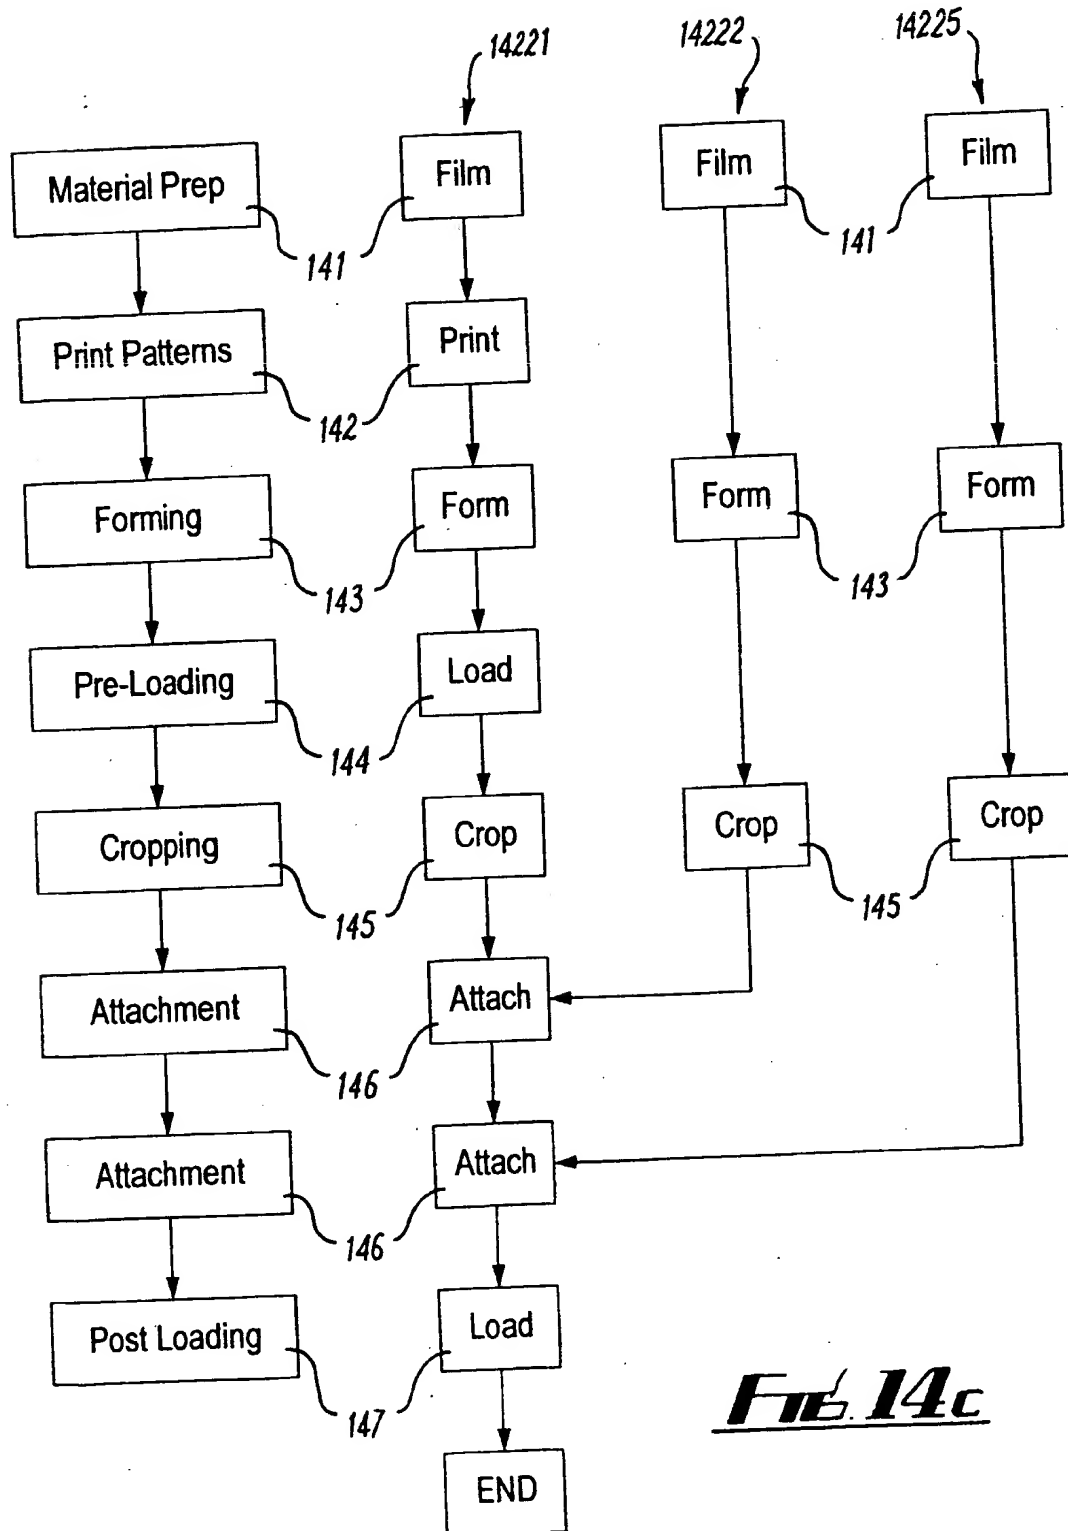 14221
14222
14225
Material Prep
Film
Film
Film
141
141
Print Patterns
Print
142
Forming
Form
Form
Form
143
143
Pre-Loading
Load
144
Cropping
Crop
Crop
Crop
145
145
Attachment
Attach
146
Attachment
Attach
146
Post Loading
Load
147
END
FIG. 14c